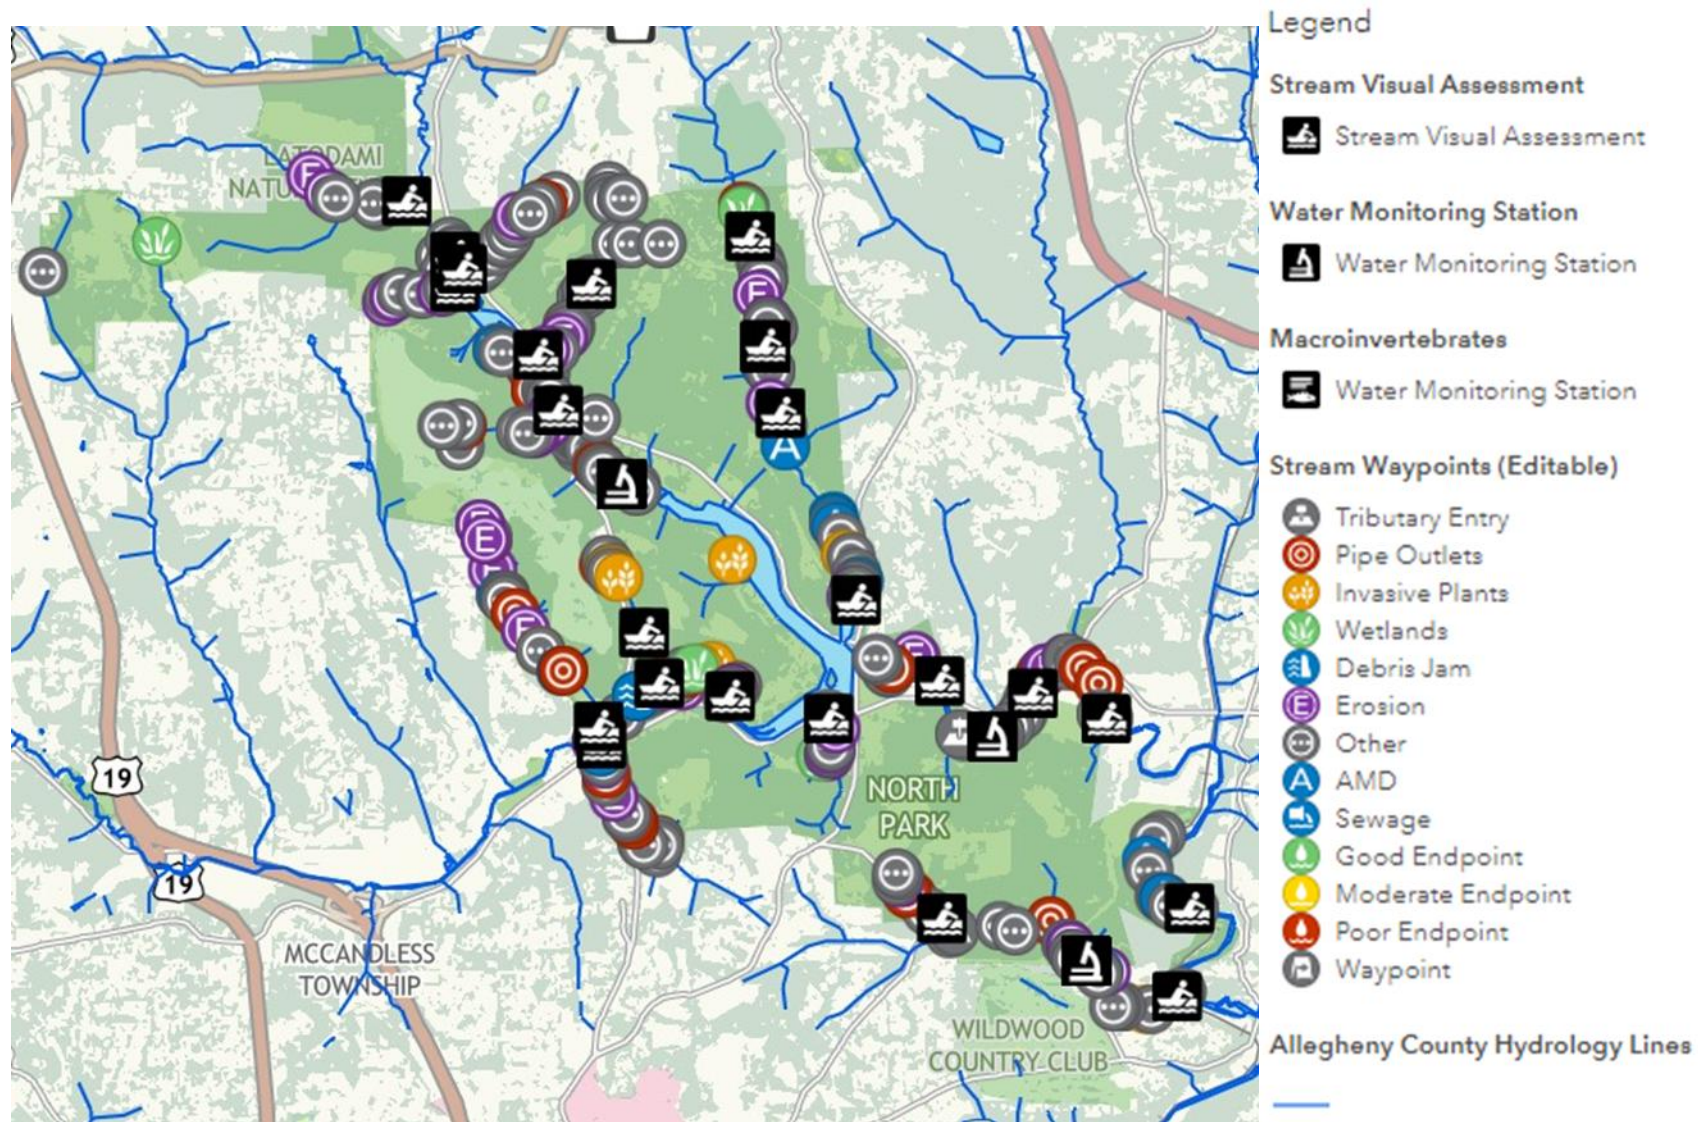 LATODAMI
NATU
19
19
MCCANDLESS
TOWNSHIP
NORTH
PARK
WILDWOOD
COUNTRY CLUB
E
E
E
E
E
A
Legend
Stream Visual Assessment
Stream Visual Assessment
Water Monitoring Station
Water Monitoring Station
Macroinvertebrates
Water Monitoring Station
Stream Waypoints (Editable)
Tributary Entry
Pipe Outlets
Invasive Plants
Wetlands
Debris Jam
E Erosion
Other
A AMD
Sewage
Good Endpoint
Moderate Endpoint
Poor Endpoint
Waypoint
Allegheny County Hydrology Lines